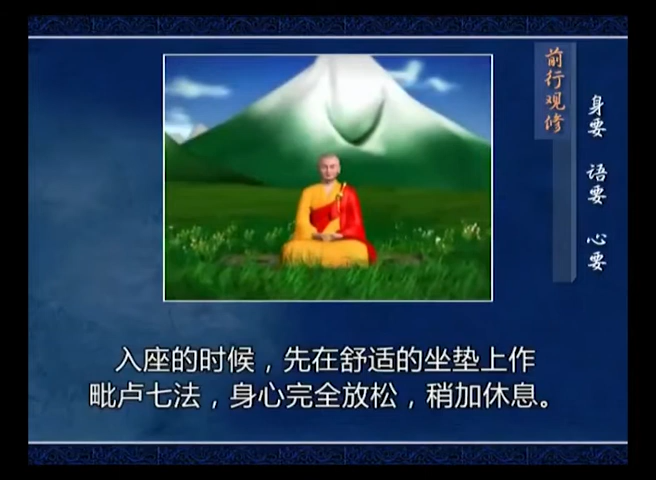 前行观修
身要 语要 心要
入座的时候，先在舒适的坐垫上作
毗卢七法，身心完全放松，稍加休息。